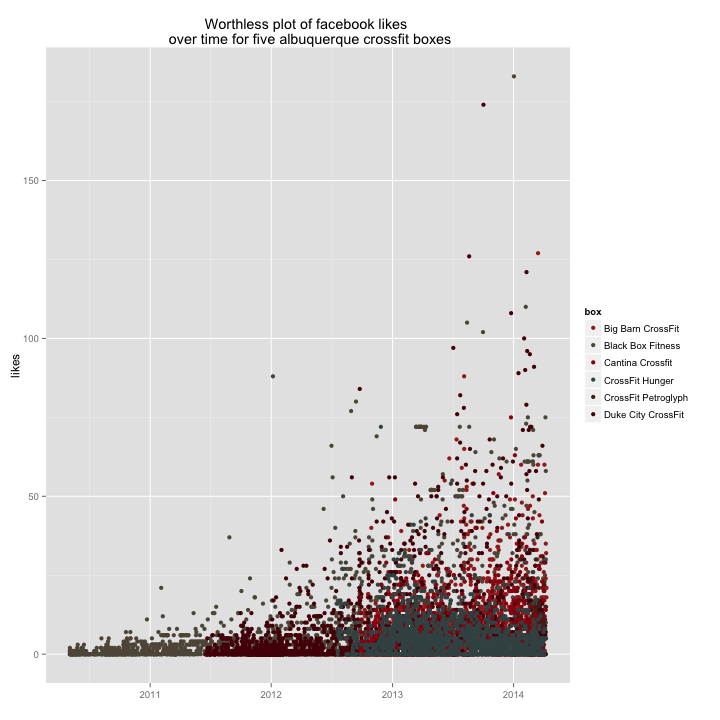 Worthless plot of facebook likes
over time for five albuquerque crossfit boxes
150
100
50
0
likes
2011
2012
2013
2014
box
Big Barn CrossFit
Black Box Fitness
Cantina Crossfit
CrossFit Hunger
CrossFit Petroglyph
Duke City CrossFit